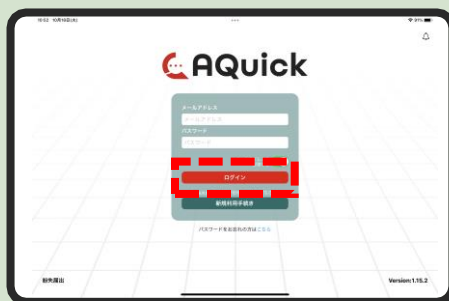 AQuick
メールアドレス
メールアドレス
パスワード
パスワード
ログイン
新規利用手続き
パスワードをお忘れの方はこちら
紛失届出
Version:1.15.2